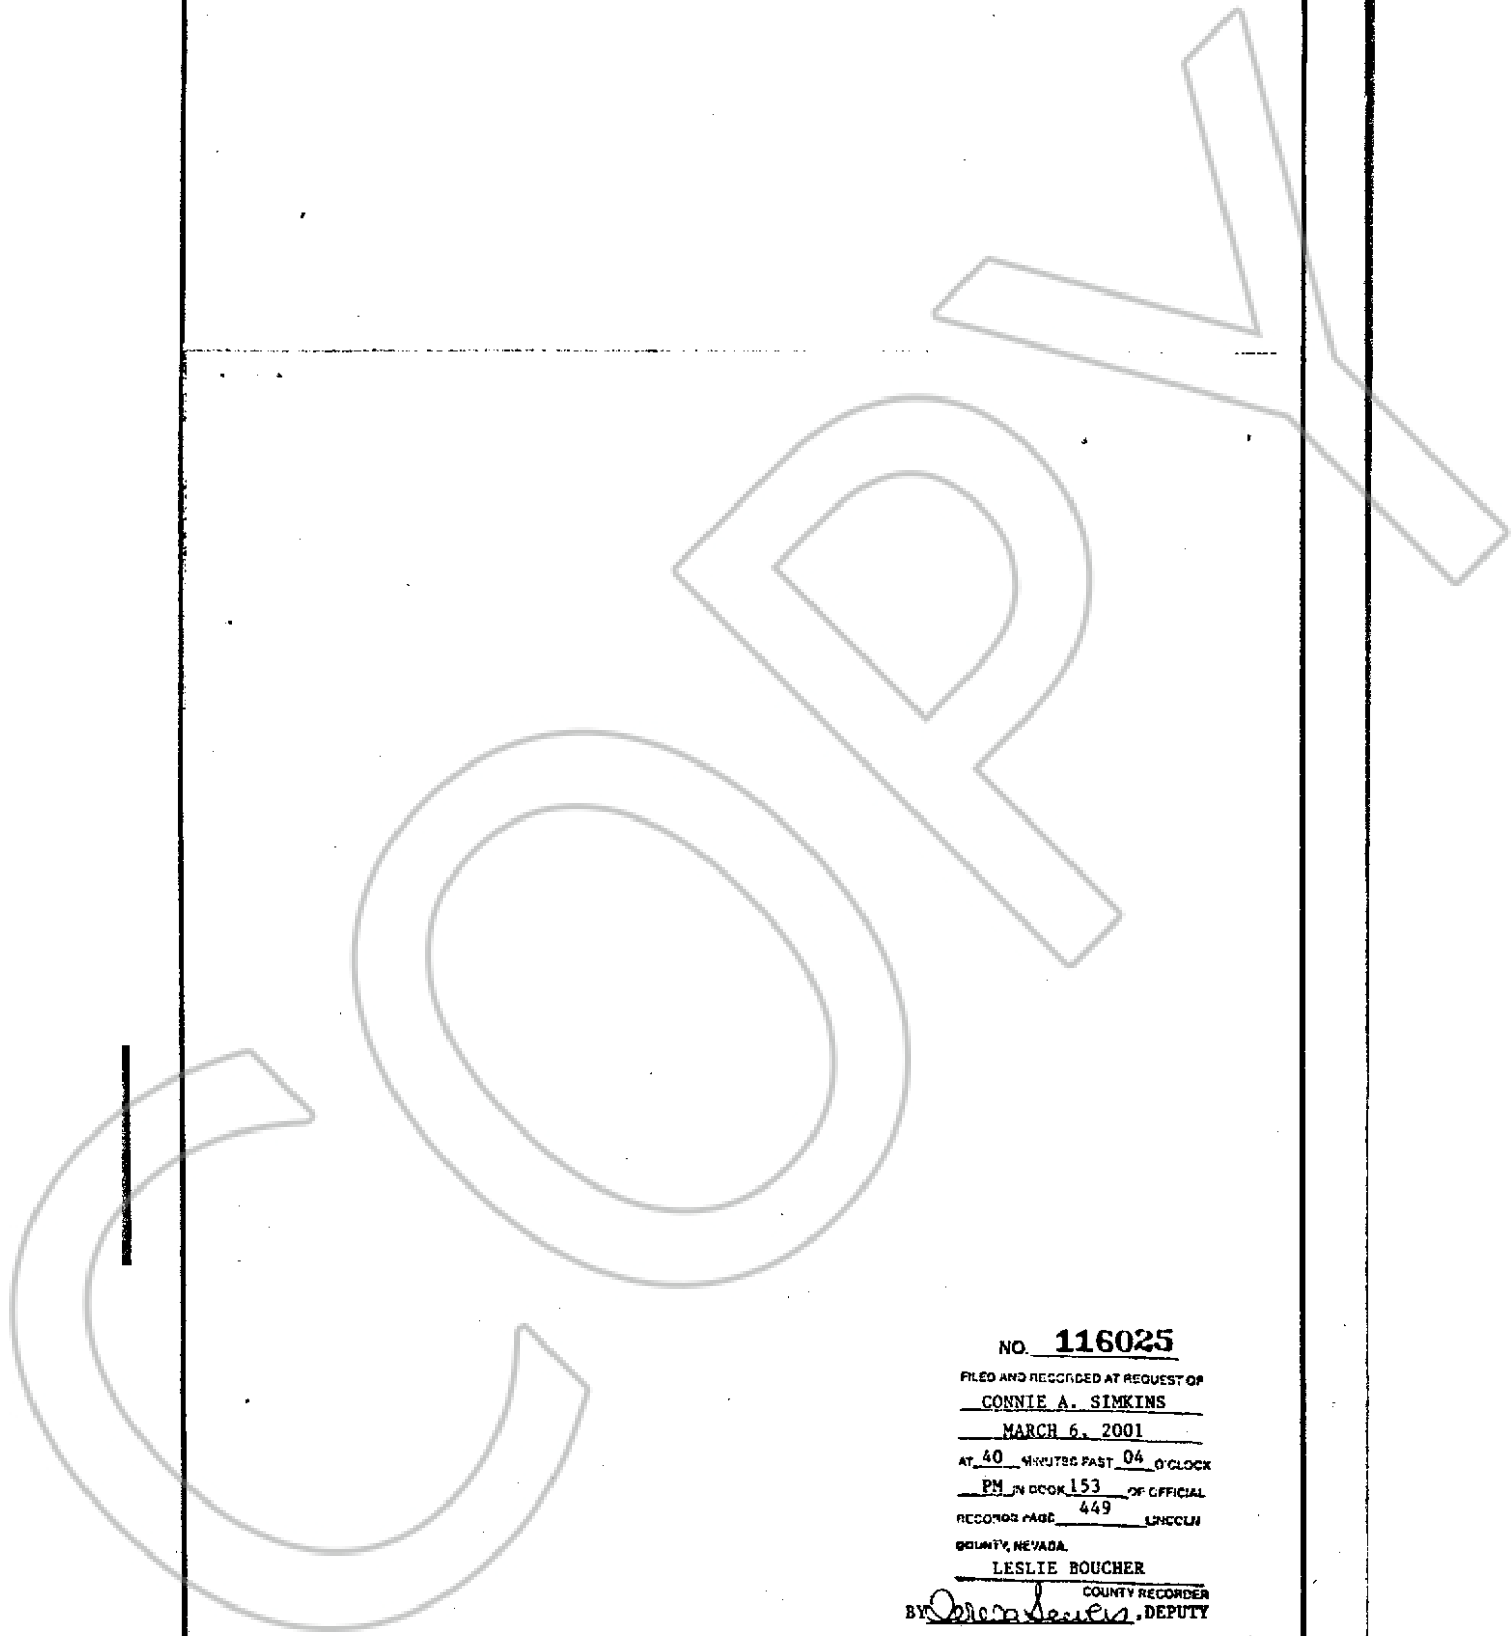 COPY
NO. 116025
FILED AND RECORDED AT REQUEST OF
CONNIE A. SIMKINS
MARCH 6, 2001
AT 40 MINUTES PAST 04 O'CLOCK
PM IN BOOK 153 OF OFFICIAL
RECORDS PAGE 449 LINCOLN
COUNTY, NEVADA.
LESLIE BOUCHER
COUNTY RECORDER
BY , DEPUTY